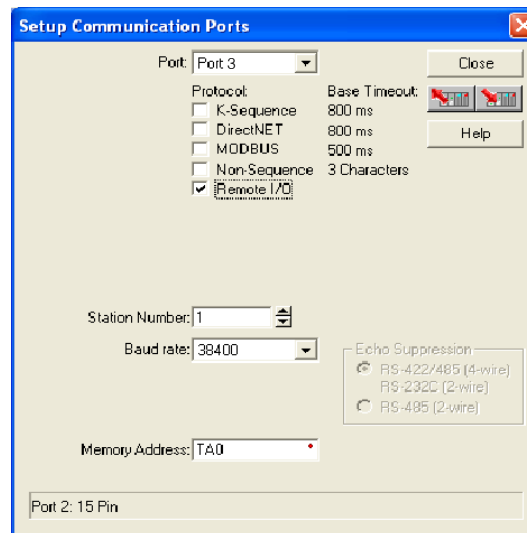 Setup Communication Ports
Port: Port 3
Close
Protocol: Base Timeout:
K-Sequence 800 ms
DirectNET 800 ms
MODBUS 500 ms
Non-Sequence 3 Characters
Remote I/O
Help
Station Number: 1
Baud rate: 38400
Echo Suppression
RS-422/485 (4-wire)
RS-232C (2-wire)
RS-485 (2-wire)
Memory Address: TA0
Port 2: 15 Pin